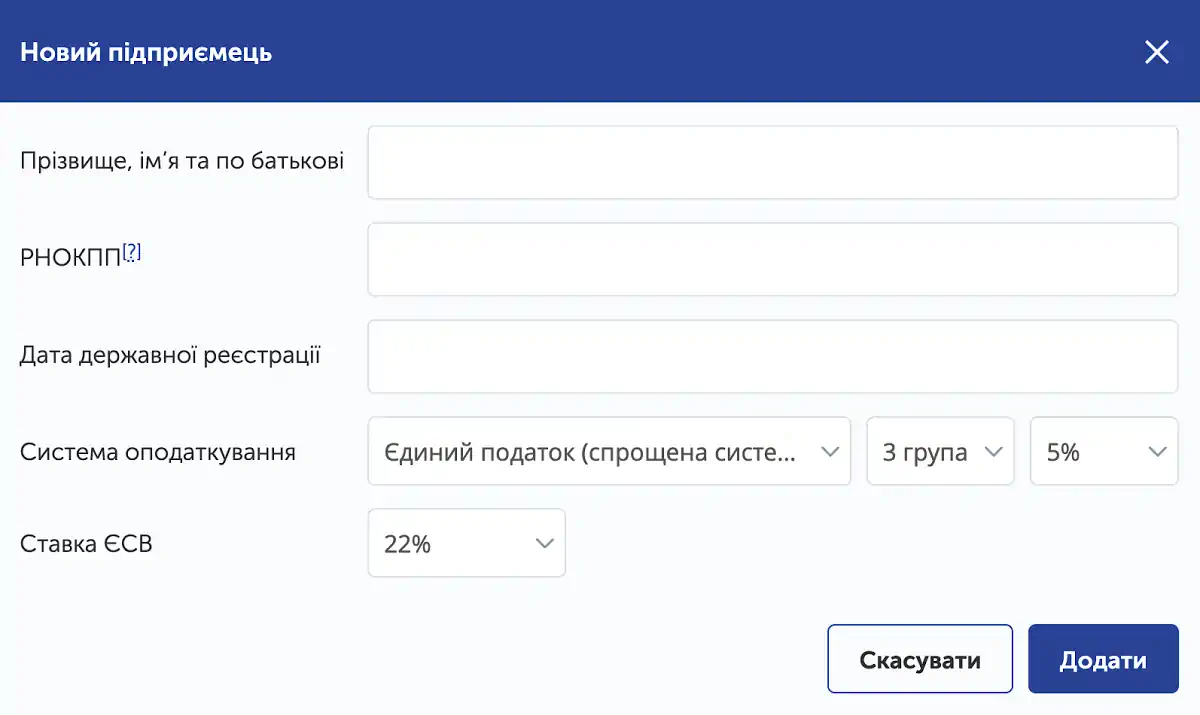 Новий підприємець
Прізвище, ім’я та по батькові
РНОКПП[?]
Дата державної реєстрації
Система оподаткування
Єдиний податок (спрощена систе...
3 група
5%
Ставка ЄСВ
22%
Скасувати
Додати